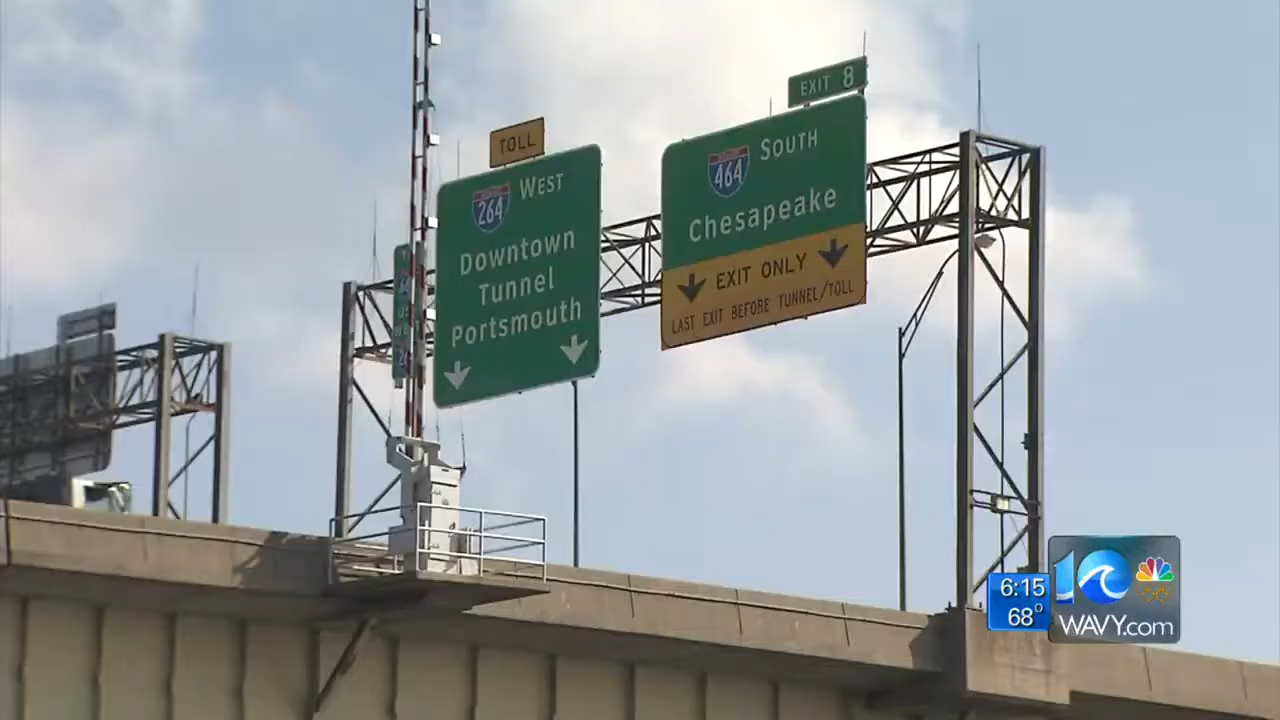 TOLL
264
WEST
Downtown
Tunnel
Portsmouth
EXIT 8
464
SOUTH
Chesapeake
EXIT ONLY
LAST EXIT BEFORE TUNNEL/TOLL
6:15
68°
10
WAVY.com